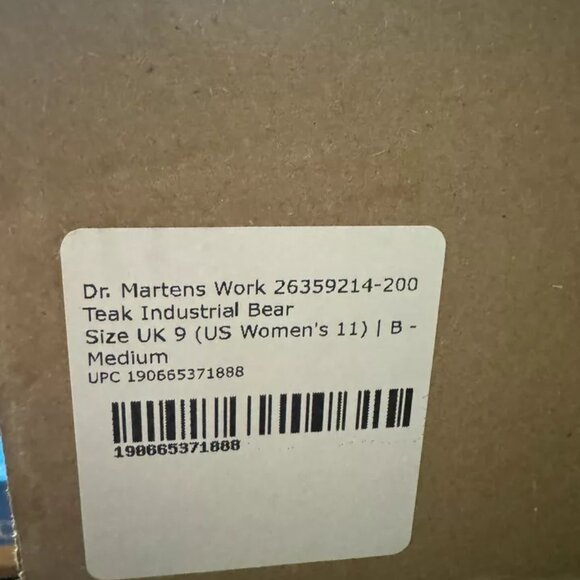 Dr. Martens Work 26359214-200
Teak Industrial Bear
Size UK 9 (US Women's 11) | B -
Medium
UPC 190665371888
190665371888